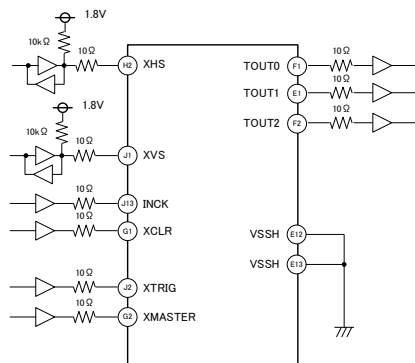 1.8V
10kΩ
10Ω
H2 XHS
1.8V
10kΩ
10Ω
J1 XVS
10Ω
J13 INCK
10Ω
G1 XCLR
10Ω
J2 XTRIG
10Ω
G2 XMASTER
10Ω
TOUT0 F1
10Ω
TOUT1 E1
10Ω
TOUT2 F2
VSSH E12
VSSH E13